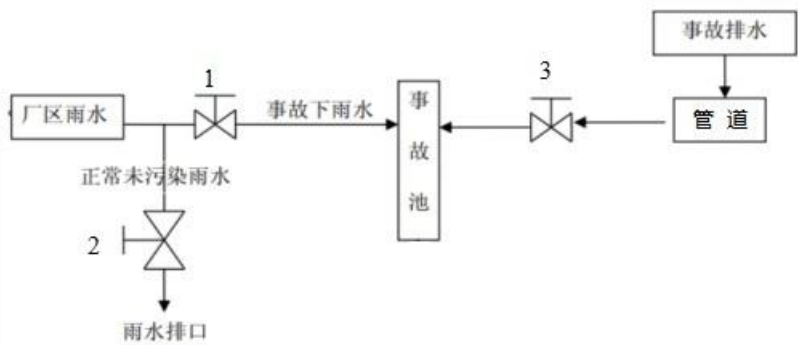 事故排水
1
3
厂区雨水
事故下雨水
事故池
管道
正常未污染雨水
2
雨水排口